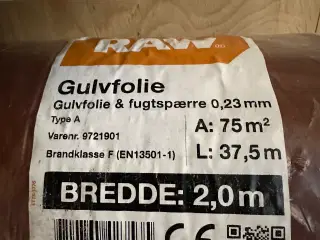 RAW®
Gulvfolie
Gulvfolie & fugtspærre 0,23 mm
Type A
Varenr. 9721901
Brandklasse F (EN13501-1)
A: 75 m²
L: 37,5 m
BREDDE: 2,0 m
CE